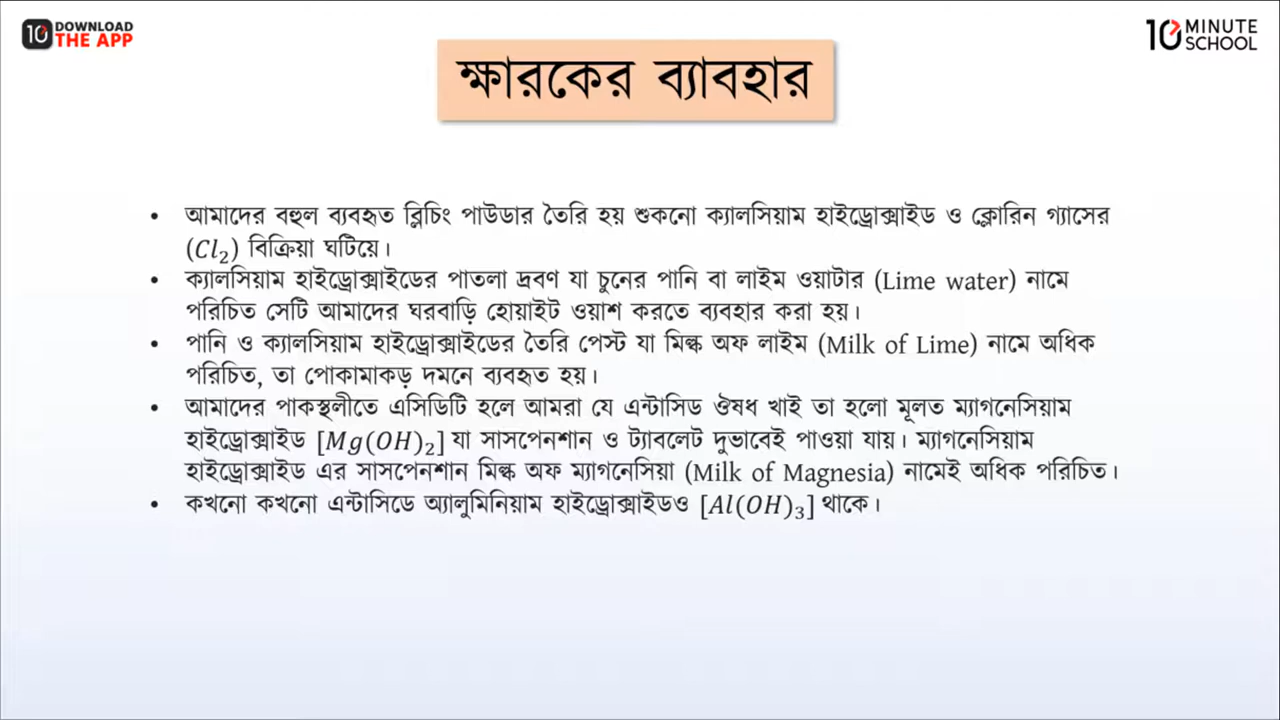 DOWNLOAD
THE APP
10 MINUTE
SCHOOL
ক্ষারকের ব্যাবহার
• আমাদের বহুল ব্যবহৃত ব্লিচিং পাউডার তৈরি হয় শুকনো ক্যালসিয়াম হাইড্রোক্সাইড ও ক্লোরিন গ্যাসের
(Cl₂) বিক্রিয়া ঘটিয়ে।
• ক্যালসিয়াম হাইড্রোক্সাইডের পাতলা দ্রবণ যা চুনের পানি বা লাইম ওয়াটার (Lime water) নামে
পরিচিত সেটি আমাদের ঘরবাড়ি হোয়াইট ওয়াশ করতে ব্যবহার করা হয়।
• পানি ও ক্যালসিয়াম হাইড্রোক্সাইডের তৈরি পেস্ট যা মিল্ক অফ লাইম (Milk of Lime) নামে অধিক
পরিচিত, তা পোকামাকড় দমনে ব্যবহৃত হয়।
• আমাদের পাকস্থলীতে এসিডিটি হলে আমরা যে এন্টাসিড ঔষধ খাই তা হলো মূলত ম্যাগনেসিয়াম
হাইড্রোক্সাইড [Mg(OH)₂] যা সাসপেনশান ও ট্যাবলেট দুভাবেই পাওয়া যায়। ম্যাগনেসিয়াম
হাইড্রোক্সাইড এর সাসপেনশান মিল্ক অফ ম্যাগনেসিয়া (Milk of Magnesia) নামেই অধিক পরিচিত।
• কখনো কখনো এন্টাসিডে অ্যালুমিনিয়াম হাইড্রোক্সাইডও [Al(OH)₃] থাকে।